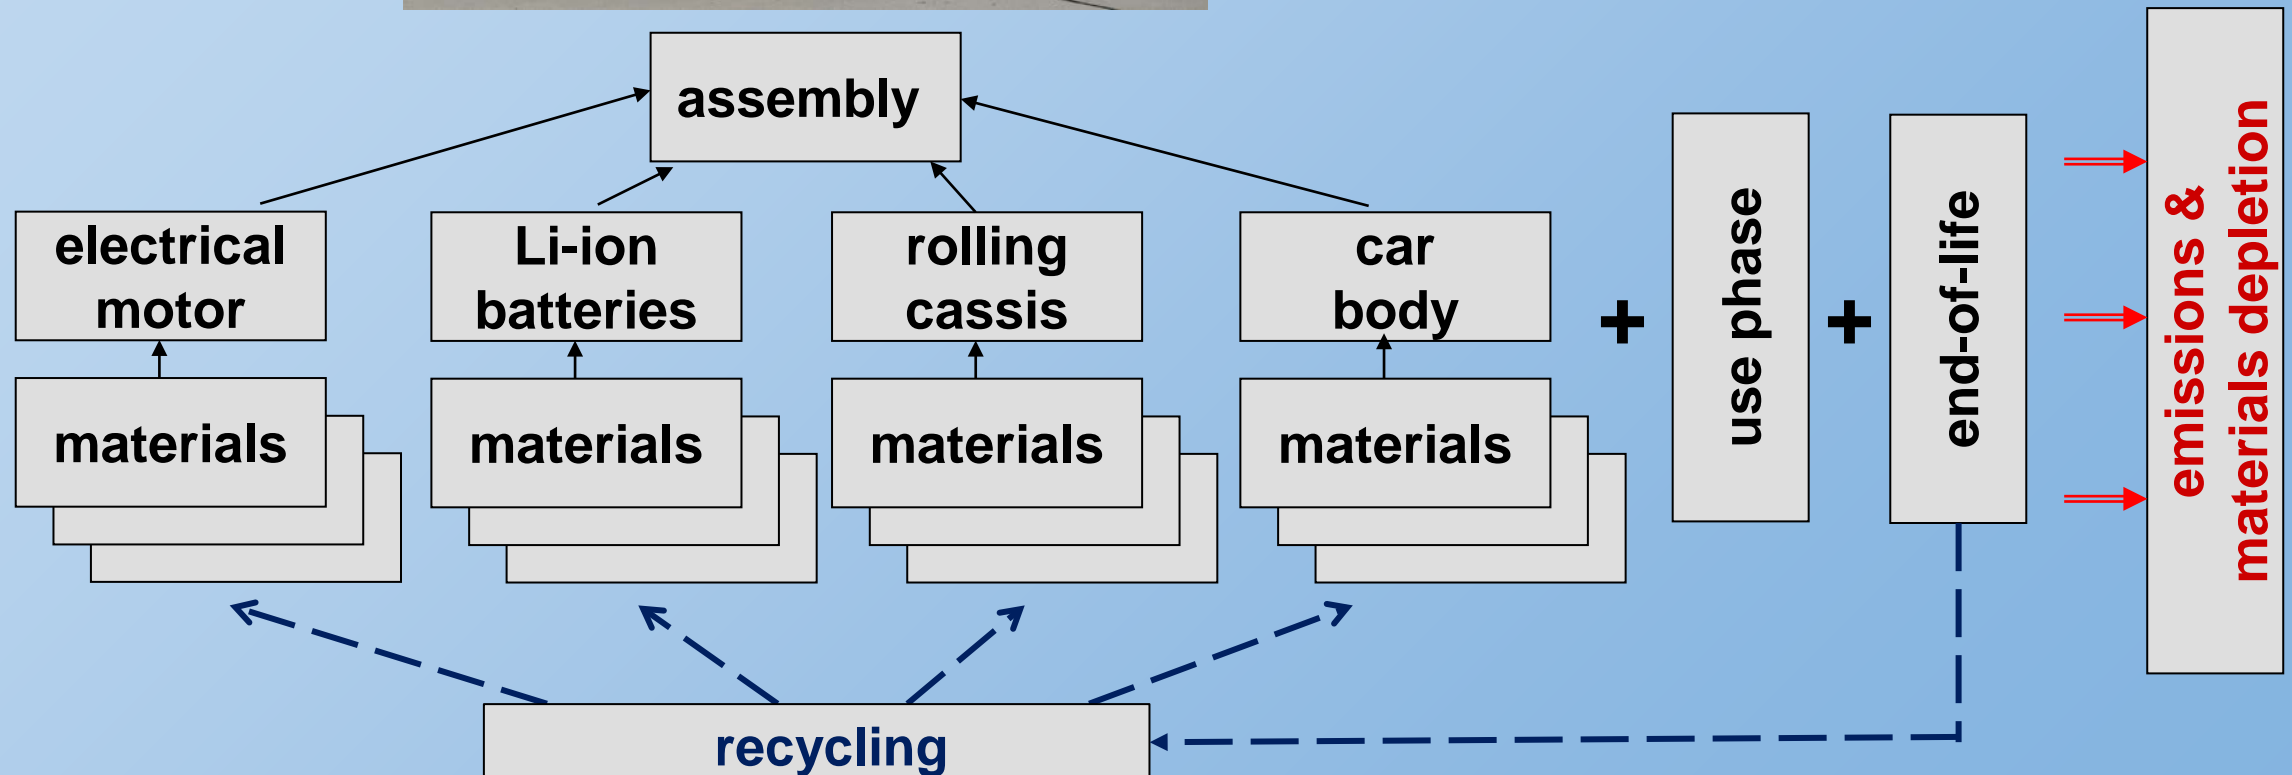 assembly
electrical
motor
Li-ion
batteries
rolling
cassis
car
body
materials
materials
materials
materials
+
use phase
+
end-of-life
emissions &
materials depletion
recycling